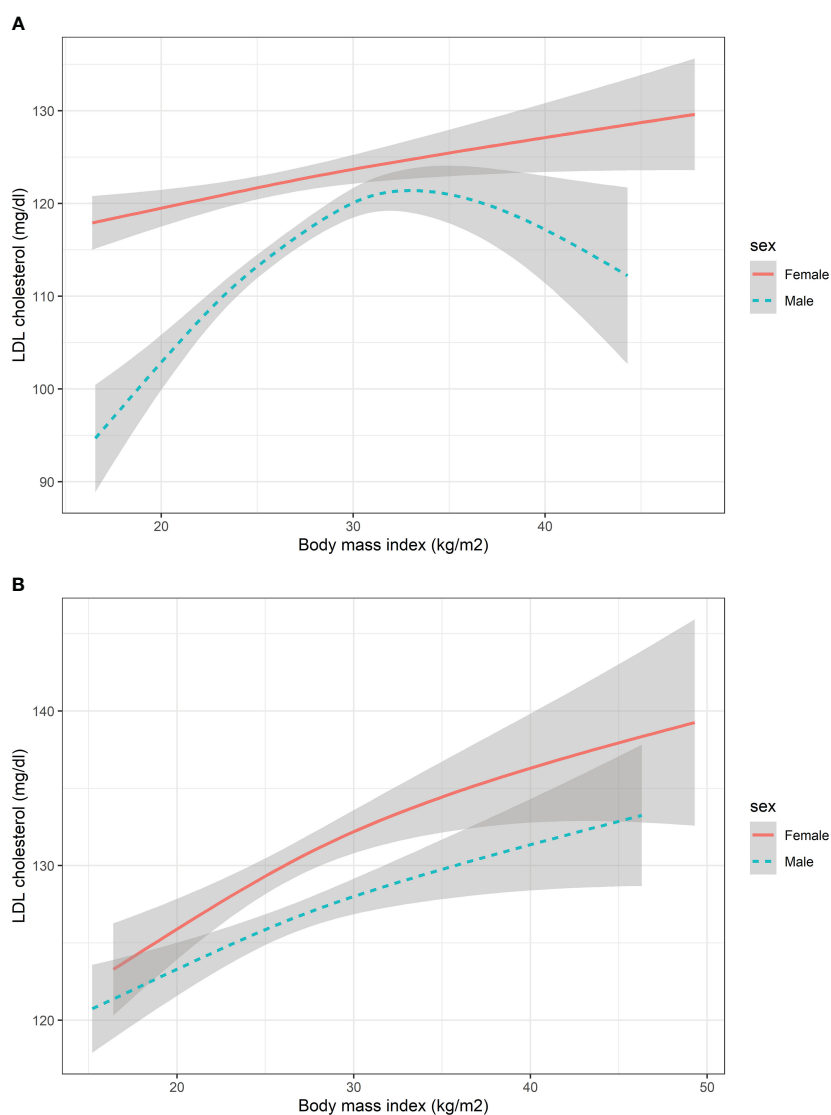 A
LDL cholesterol (mg/dl)
130
120
110
100
90
20 30 40
Body mass index (kg/m2)
sex
Female
Male
B
LDL cholesterol (mg/dl)
140
130
120
20 30 40 50
Body mass index (kg/m2)
sex
Female
Male